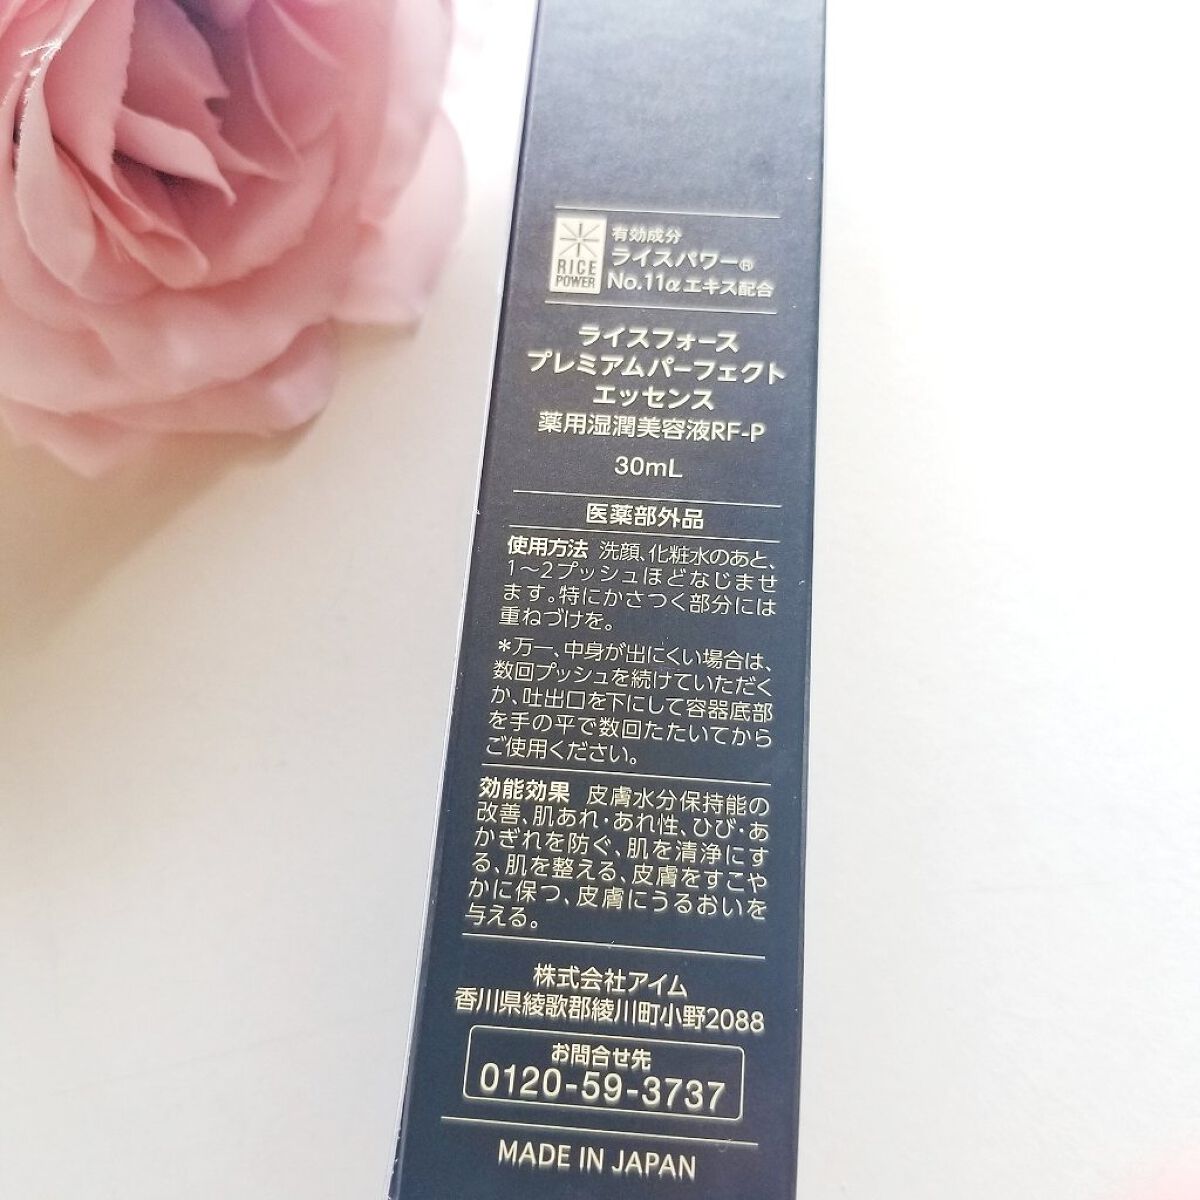 RICE
POWER
有効成分
ライスパワー®
No.11αエキス配合
ライスフォース
プレミアムパーフェクト
エッセンス
薬用湿潤美容液RF-P
30mL
医薬部外品
使用方法 洗顔、化粧水のあと、
1〜2プッシュほどなじませ
ます。特にかさつく部分には
重ねづけを。
*万一、中身が出にくい場合は、
数回プッシュを続けていただく
か、吐出口を下にして容器底部
を手の平で数回たたいてから
ご使用ください。
効能効果 皮膚水分保持能の
改善、肌あれ・あれ性、ひび・あ
かぎれを防ぐ、肌を清浄にす
る、肌を整える、皮膚をすこや
かに保つ、皮膚にうるおいを
与える。
株式会社アイム
香川県綾歌郡綾川町小野2088
お問合せ先
0120-59-3737
MADE IN JAPAN